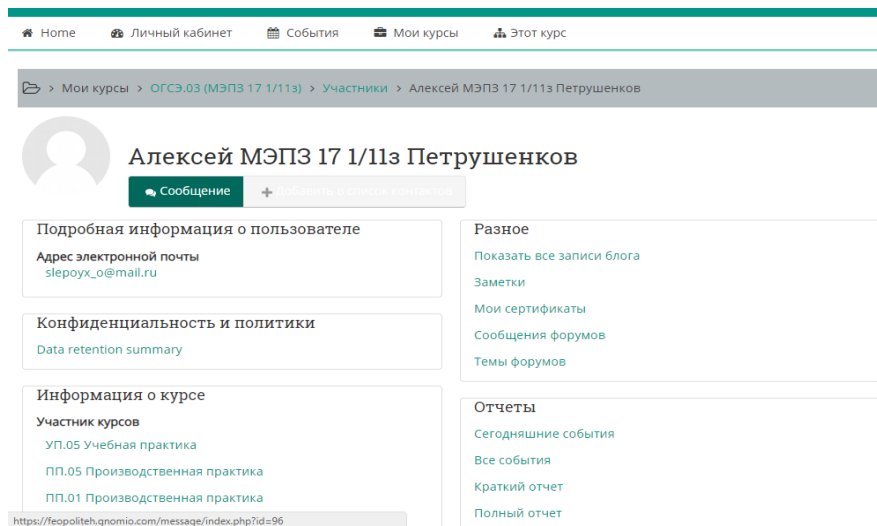 Home Личный кабинет События Мои курсы Этот курс
> Мои курсы > ОГСЭ.03 (МЭПЗ 17 1/11з) > Участники > Алексей МЭПЗ 17 1/11з Петрушенков
Алексей МЭПЗ 17 1/11з Петрушенков
Сообщение Добавить в список контактов
Подробная информация о пользователе
Адрес электронной почты
slepoyx_o@mail.ru
Конфиденциальность и политики
Data retention summary
Информация о курсе
Участник курсов
УП.05 Учебная практика
ПП.05 Производственная практика
ПП.01 Производственная практика
https://feopoliteh.gnomio.com/message/index.php?id=96
Разное
Показать все записи блога
Заметки
Мои сертификаты
Сообщения форумов
Темы форумов
Отчеты
Сегодняшние события
Все события
Краткий отчет
Полный отчет